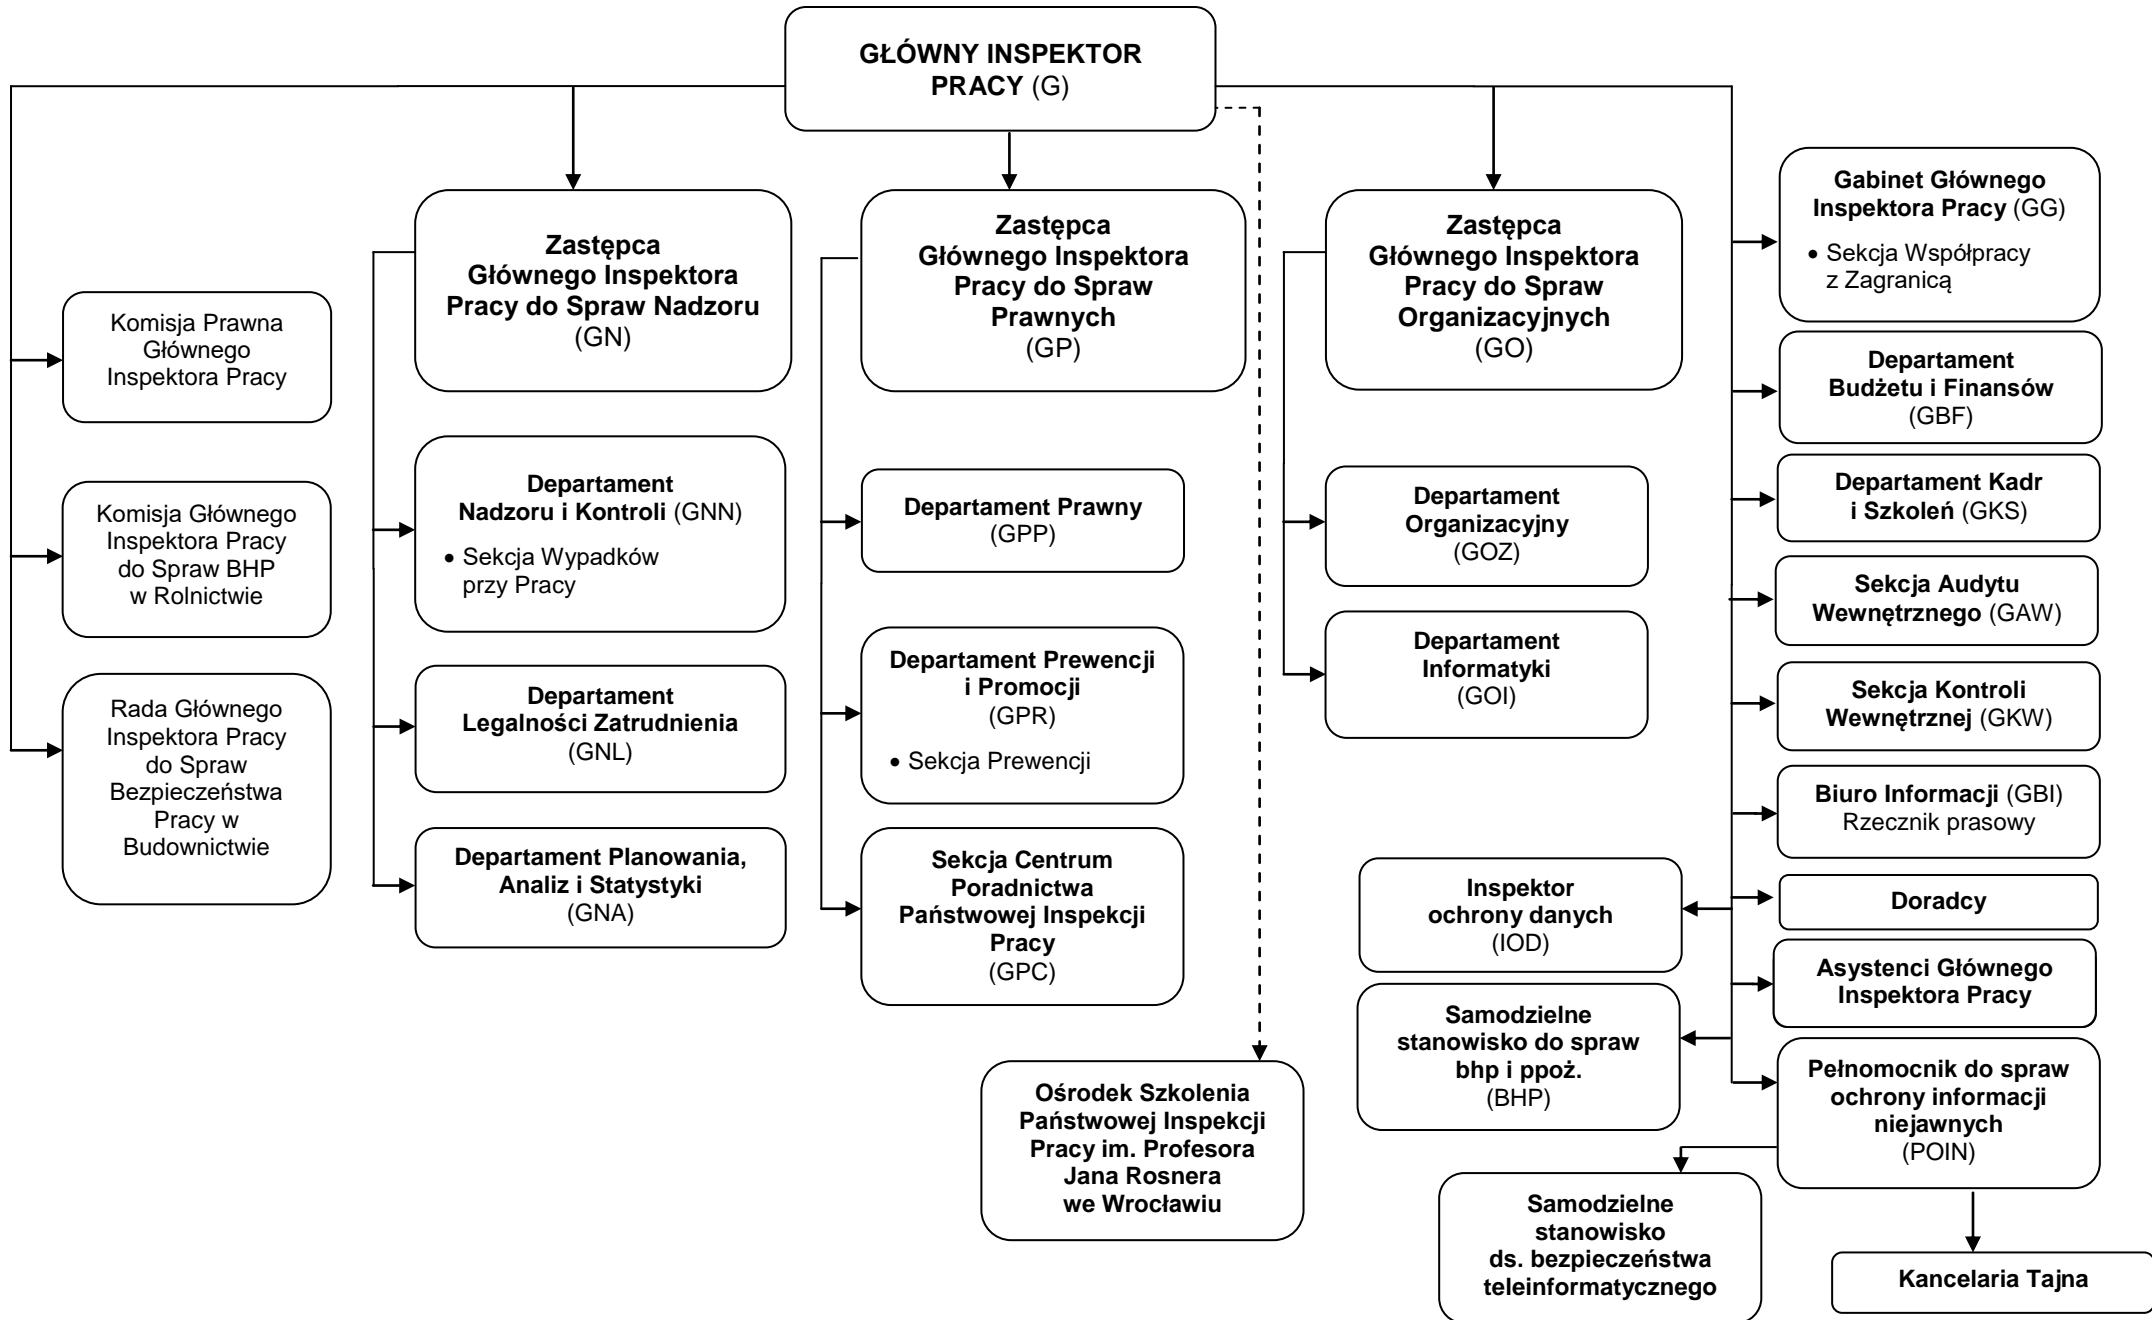 GŁÓWNY INSPEKTOR
PRACY (G)
Komisja Prawna
Głównego
Inspektora Pracy
Komisja Głównego
Inspektora Pracy
do Spraw BHP
w Rolnictwie
Rada Głównego
Inspektora Pracy
do Spraw
Bezpieczeństwa
Pracy w
Budownictwie
Zastępca
Głównego Inspektora
Pracy do Spraw Nadzoru
(GN)
Departament
Nadzoru i Kontroli (GNN)
• Sekcja Wypadków
przy Pracy
Departament
Legalności Zatrudnienia
(GNL)
Departament Planowania,
Analiz i Statystyki
(GNA)
Zastępca
Głównego Inspektora
Pracy do Spraw
Prawnych
(GP)
Departament Prawny
(GPP)
Departament Prewencji
i Promocji
(GPR)
• Sekcja Prewencji
Sekcja Centrum
Poradnictwa
Państwowej Inspekcji
Pracy
(GPC)
Ośrodek Szkolenia
Państwowej Inspekcji
Pracy im. Profesora
Jana Rosnera
we Wrocławiu
Zastępca
Głównego Inspektora
Pracy do Spraw
Organizacyjnych
(GO)
Departament
Organizacyjny
(GOZ)
Departament
Informatyki
(GOI)
Gabinet Głównego
Inspektora Pracy (GG)
• Sekcja Współpracy
z Zagranicą
Departament
Budżetu i Finansów
(GBF)
Departament Kadr
i Szkoleń (GKS)
Sekcja Audytu
Wewnętrznego (GAW)
Sekcja Kontroli
Wewnętrznej (GKW)
Biuro Informacji (GBI)
Rzecznik prasowy
Doradcy
Inspektor
ochrony danych
(IOD)
Asystenci Głównego
Inspektora Pracy
Samodzielne
stanowisko do spraw
bhp i ppoż.
(BHP)
Pełnomocnik do spraw
ochrony informacji
niejawnych
(POIN)
Samodzielne
stanowisko
ds. bezpieczeństwa
teleinformatycznego
Kancelaria Tajna